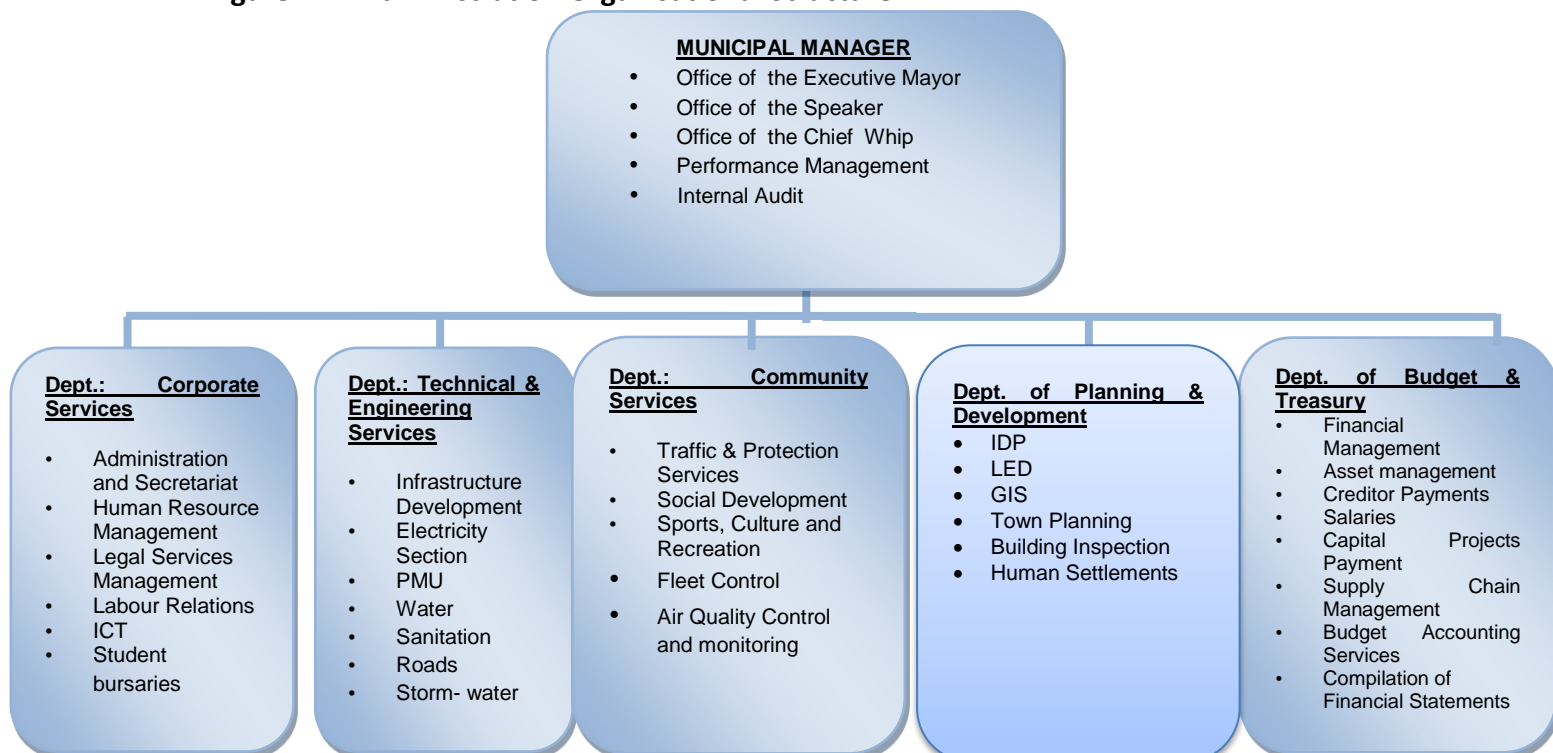 MUNICIPAL MANAGER
• Office of the Executive Mayor
• Office of the Speaker
• Office of the Chief Whip
• Performance Management
• Internal Audit
Dept.: Corporate
Services
• Administration
and Secretariat
• Human Resource
Management
• Legal Services
Management
• Labour Relations
• ICT
• Student
bursaries
Dept.: Technical &
Engineering
Services
• Infrastructure
Development
• Electricity
Section
• PMU
• Water
• Sanitation
• Roads
• Storm- water
Dept.: Community
Services
• Traffic & Protection
Services
• Social Development
• Sports, Culture and
Recreation
• Fleet Control
• Air Quality Control
and monitoring
Dept. of Planning &
Development
• IDP
• LED
• GIS
• Town Planning
• Building Inspection
• Human Settlements
Dept. of Budget &
Treasury
• Financial
Management
• Asset management
• Creditor Payments
• Salaries
• Capital Projects
Payment
• Supply Chain
Management
• Budget Accounting
Services
• Compilation of
Financial Statements